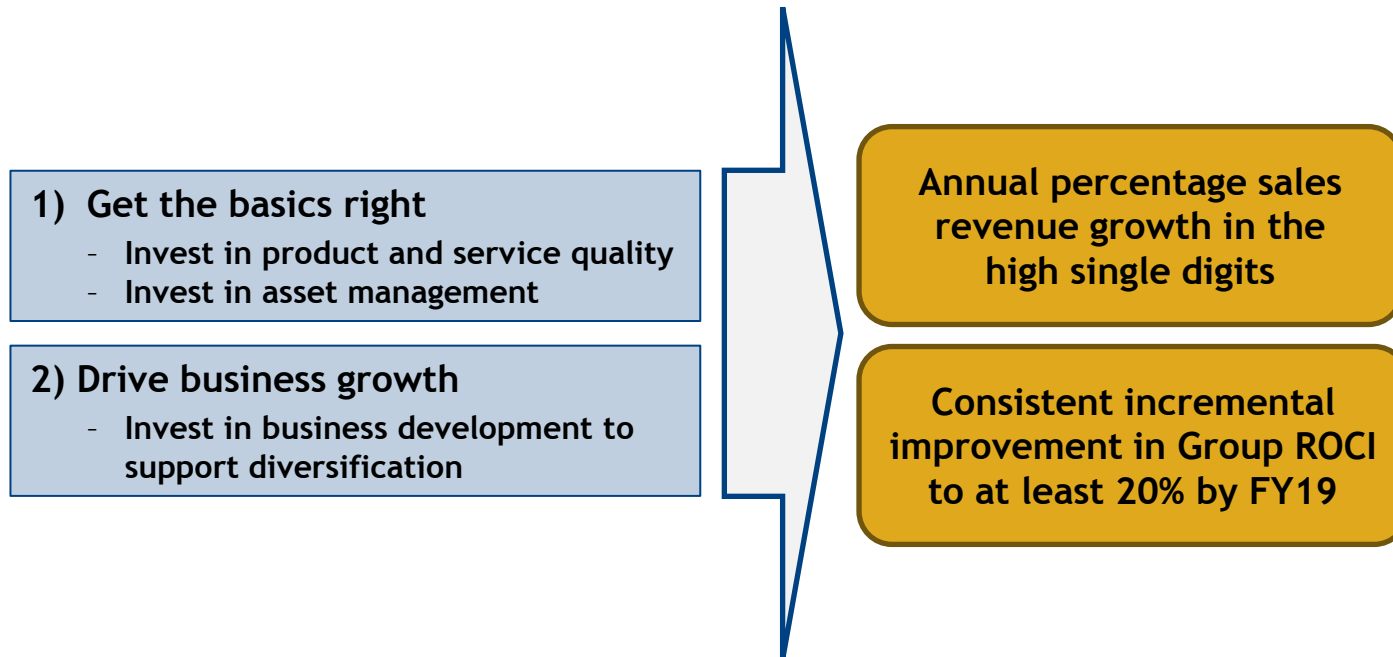 1) Get the basics right
- Invest in product and service quality
- Invest in asset management
2) Drive business growth
- Invest in business development to
support diversification
Annual percentage sales
revenue growth in the
high single digits
Consistent incremental
improvement in Group ROCI
to at least 20% by FY19